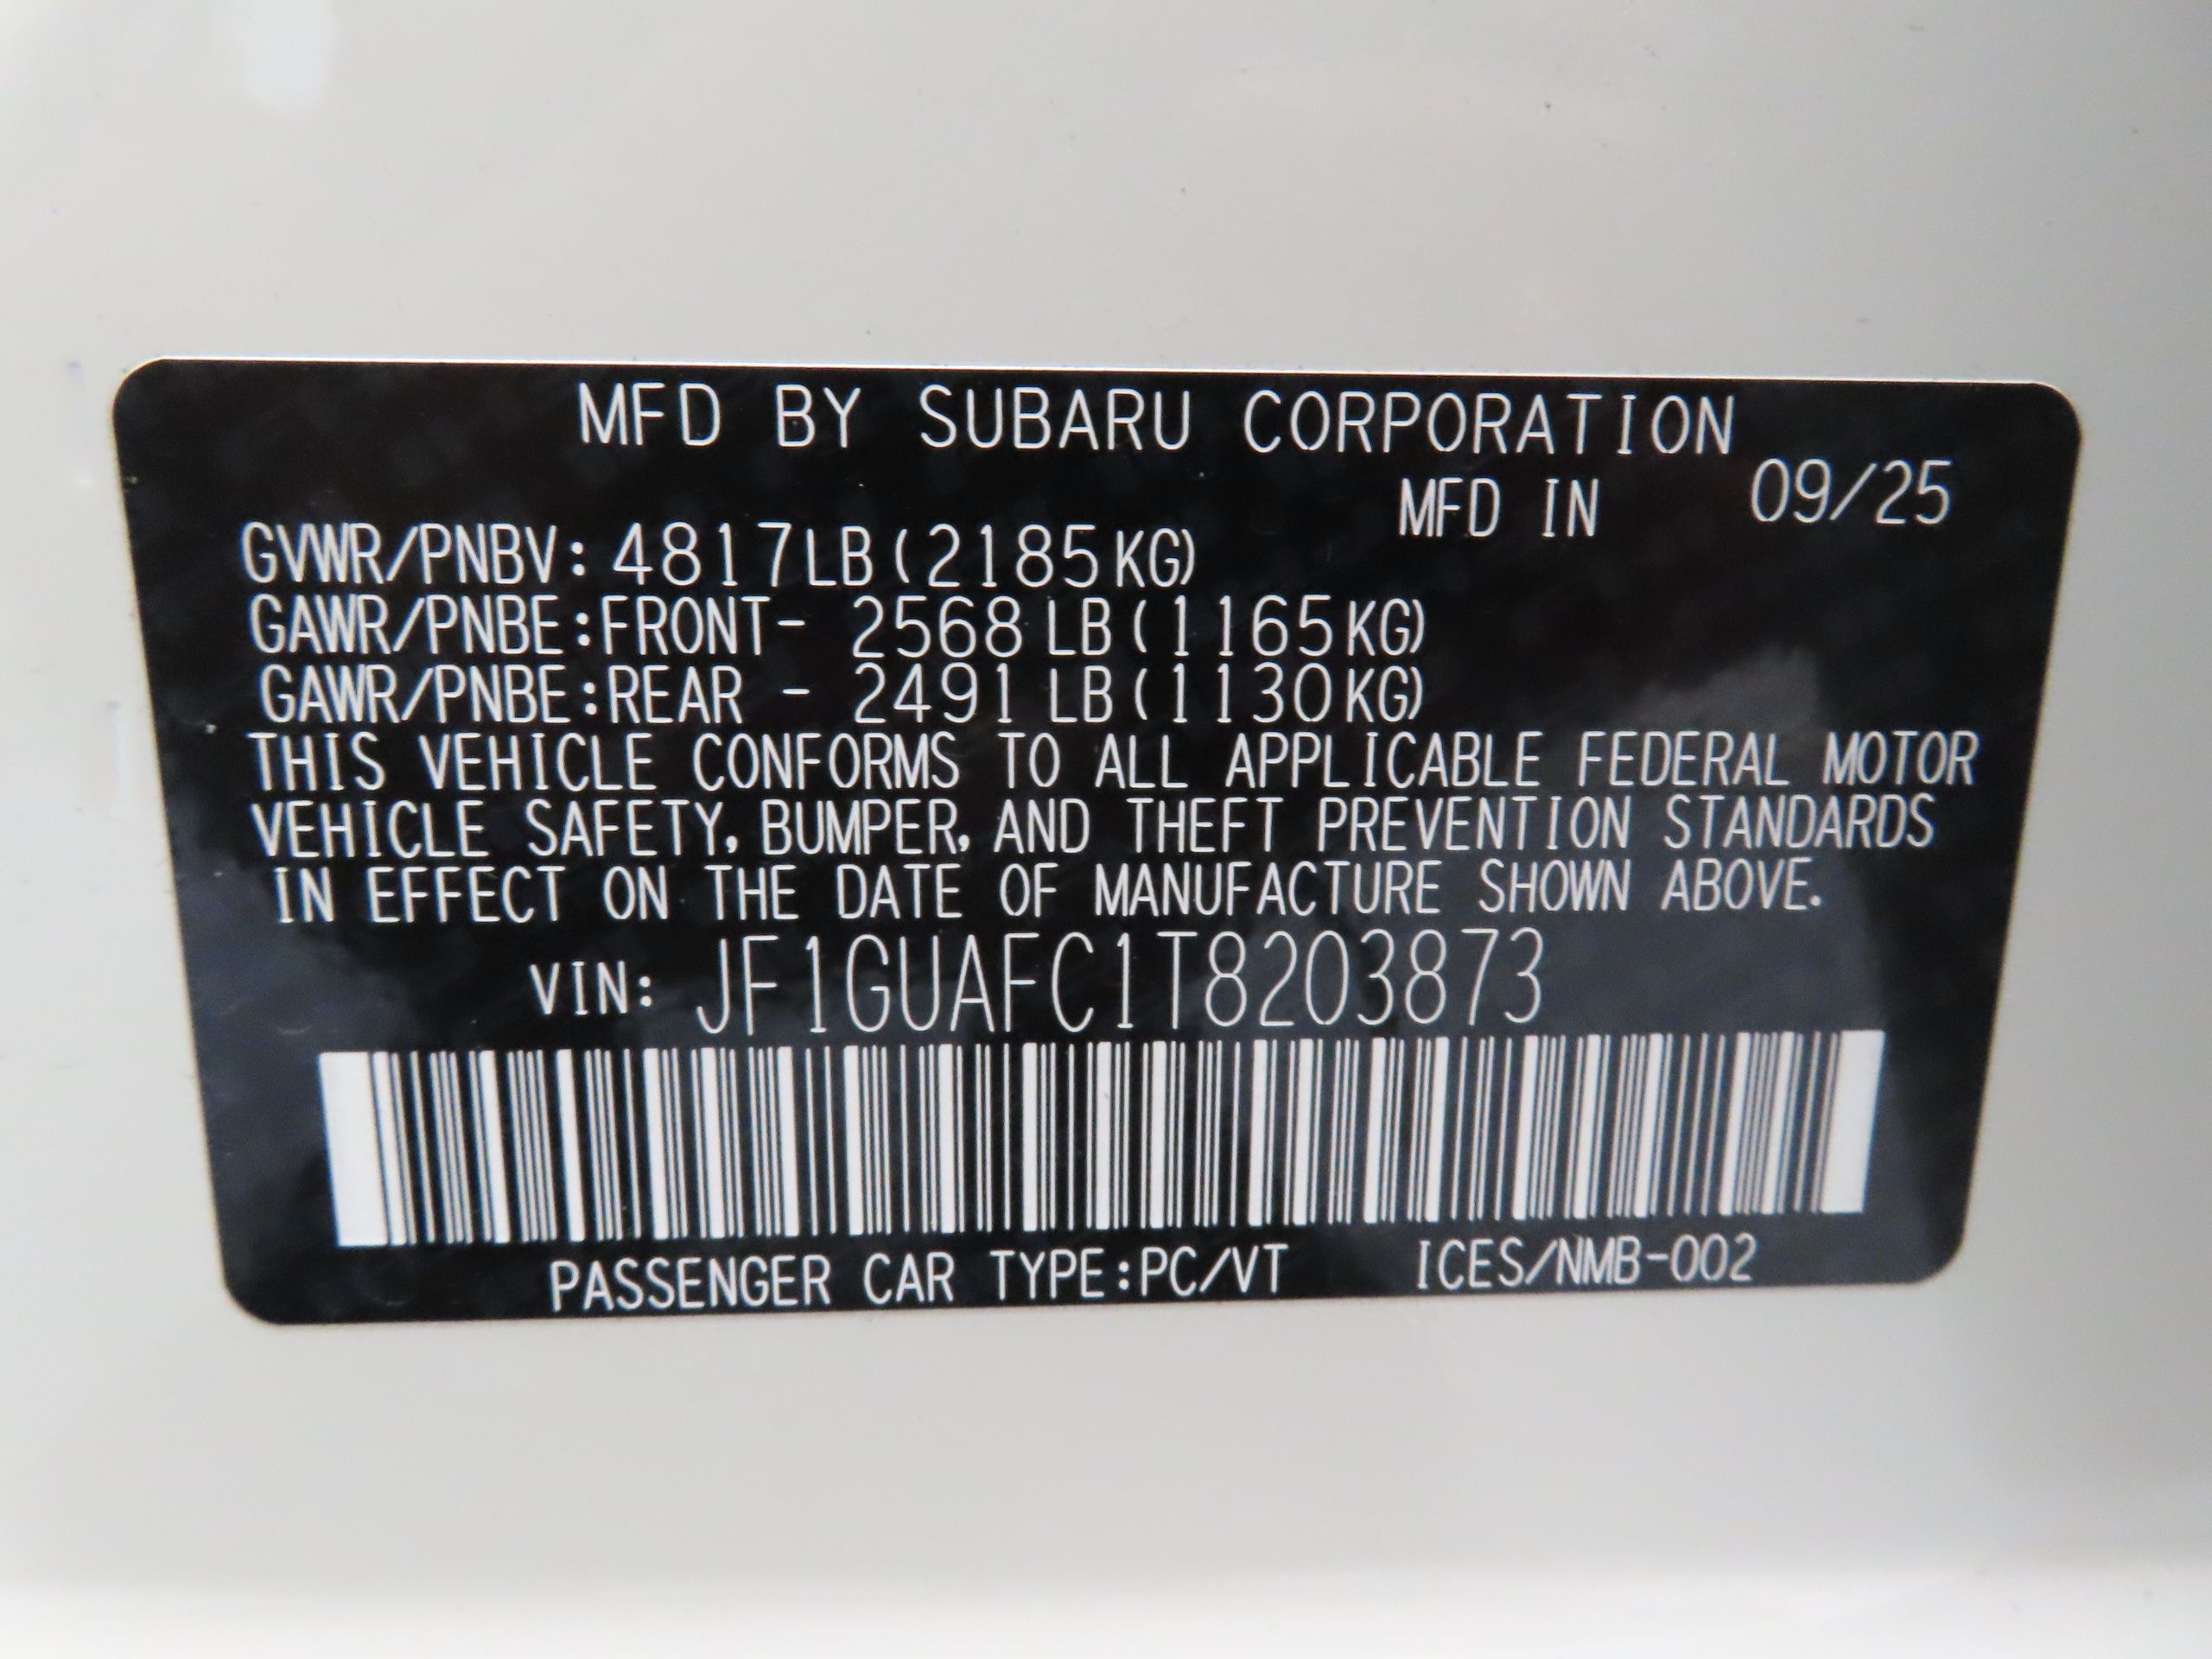 MFD BY SUBARU CORPORATION
MFD IN 09/25
GVWR/PNBV: 4817LB(2185KG)
GAWR/PNBE:FRONT- 2568 LB(1165KG)
GAWR/PNBE:REAR - 2491 LB(1130KG)
THIS VEHICLE CONFORMS TO ALL APPLICABLE FEDERAL MOTOR
VEHICLE SAFETY, BUMPER, AND THEFT PREVENTION STANDARDS
IN EFFECT ON THE DATE OF MANUFACTURE SHOWN ABOVE.
VIN: JF1GUAFC1T8203873
PASSENGER CAR TYPE:PC/VT ICES/NMB-002